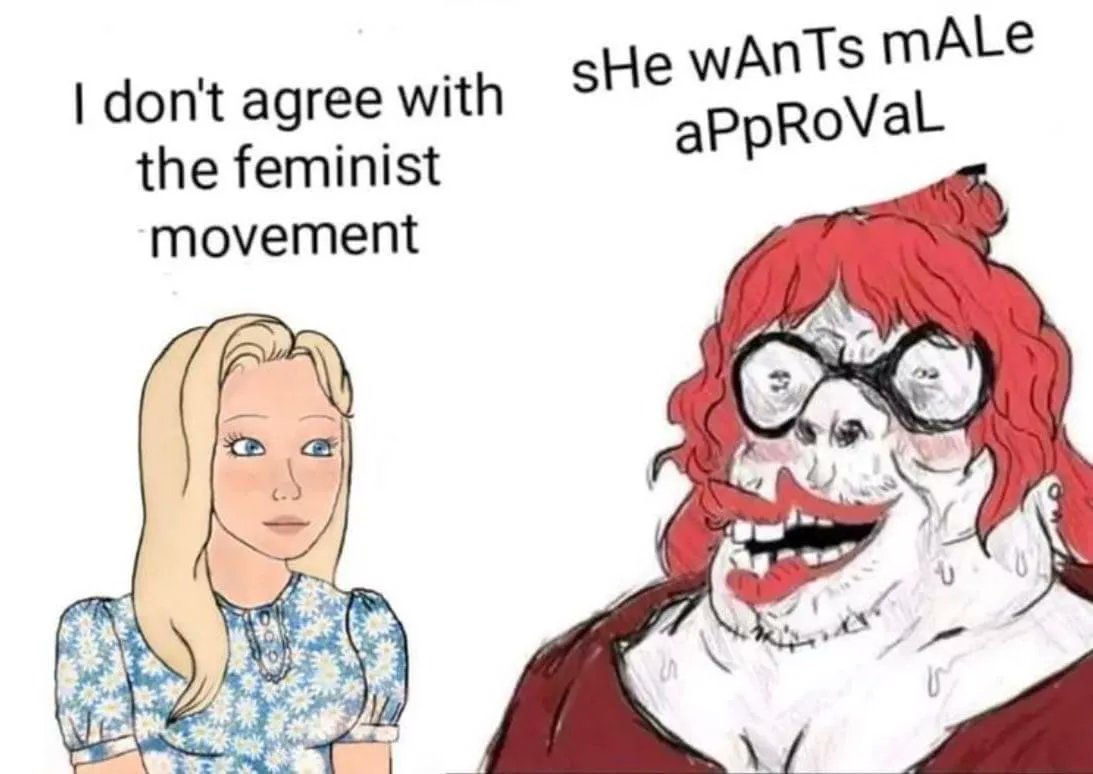 I don't agree with
the feminist
movement
sHe wAnTs mALe
aPpRoVaL